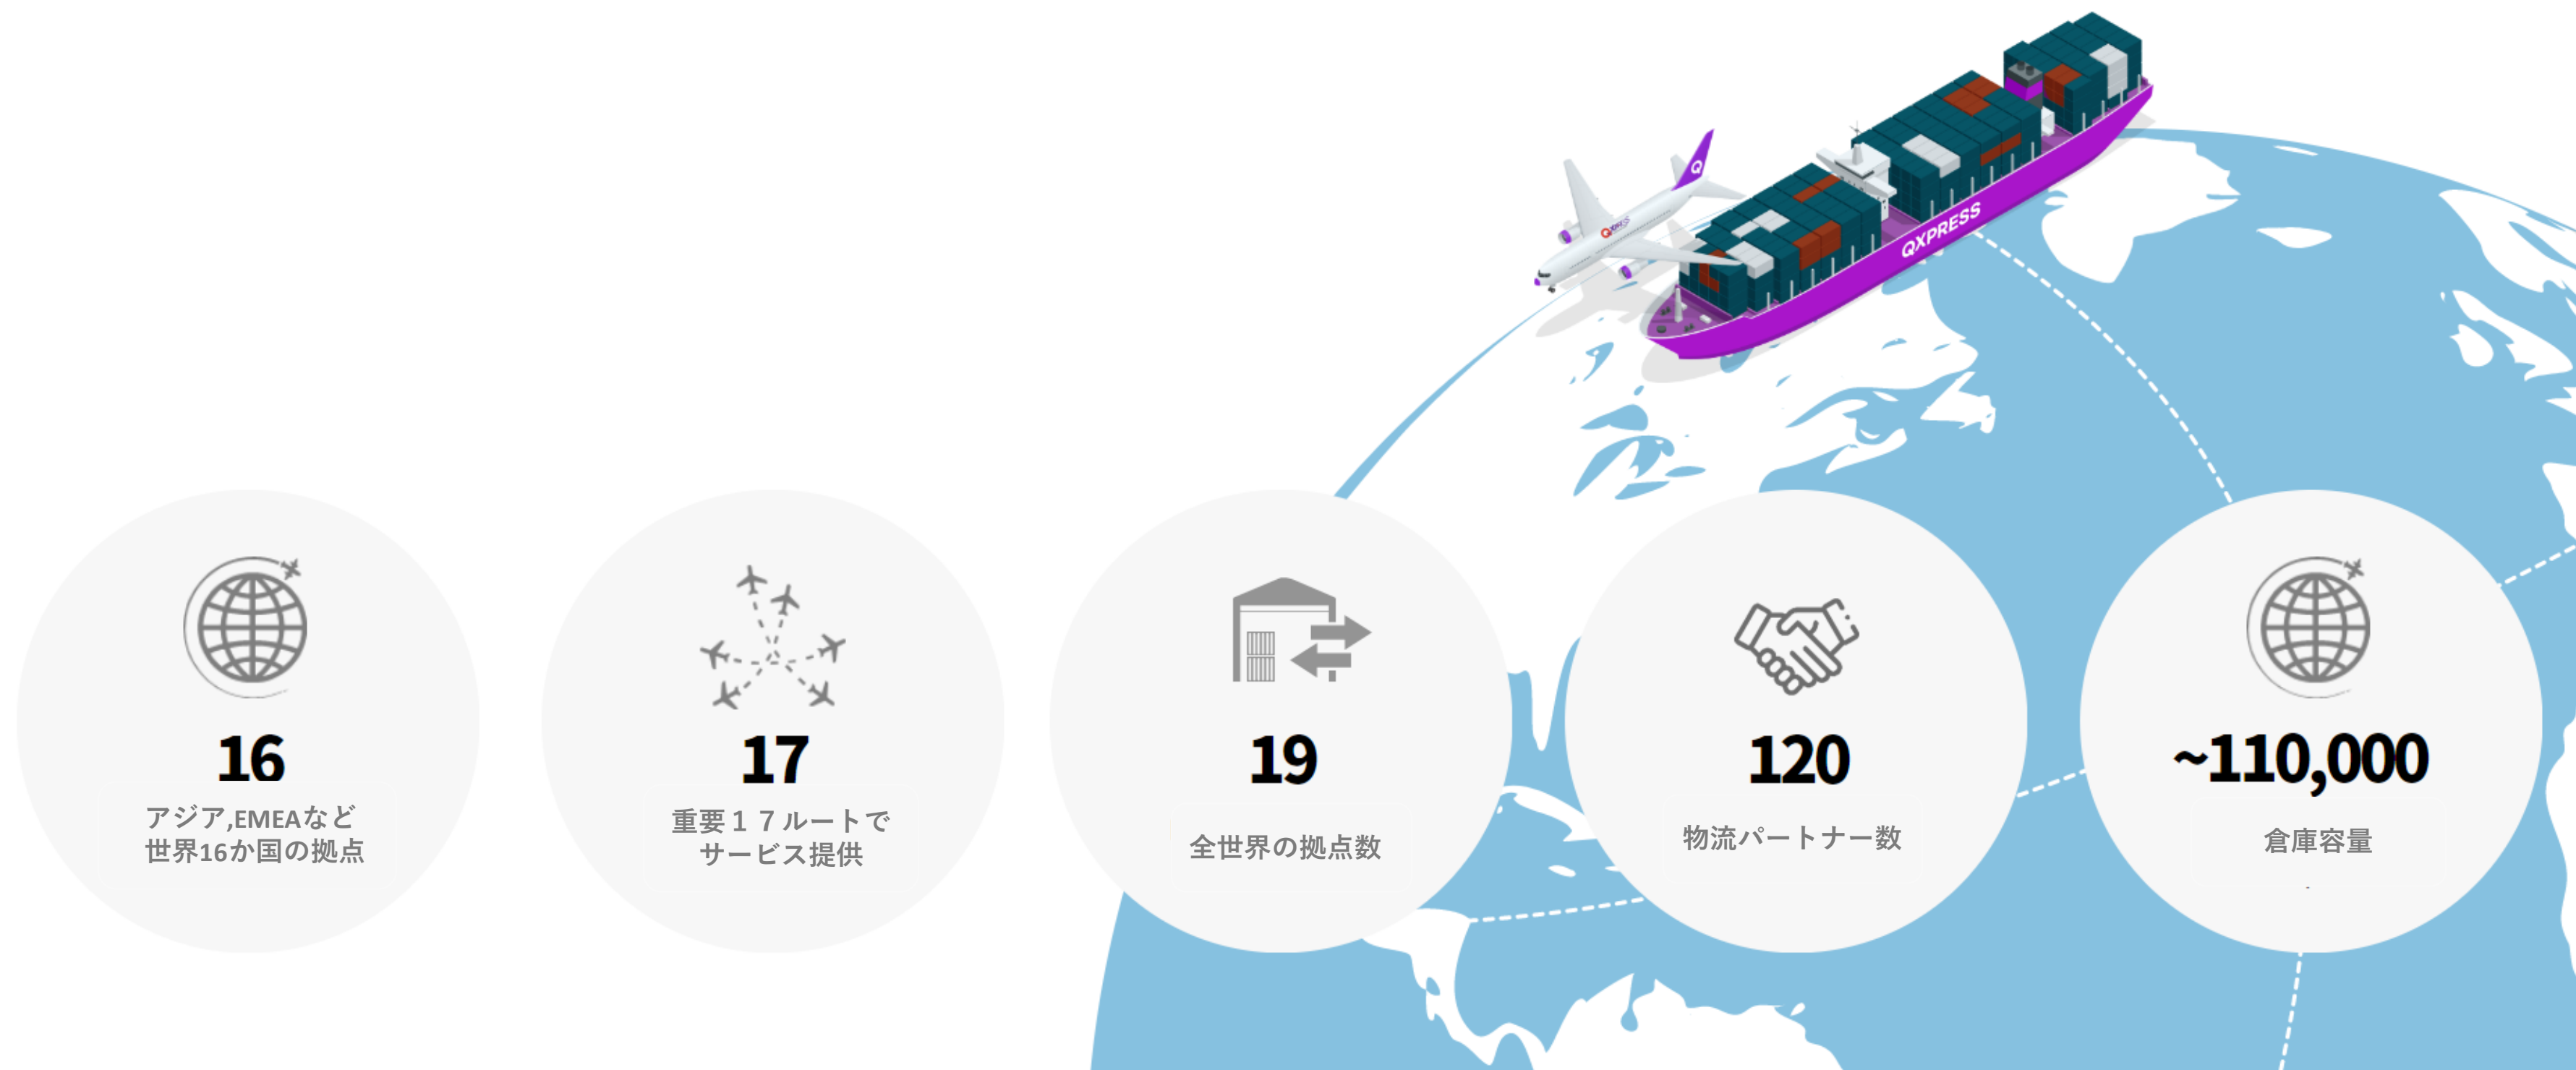 Q
QXPRESS
QXPRESS
16
アジア,EMEAなど
世界16か国の拠点
17
重要１７ルートで
サービス提供
19
全世界の拠点数
120
物流パートナー数
~110,000
倉庫容量